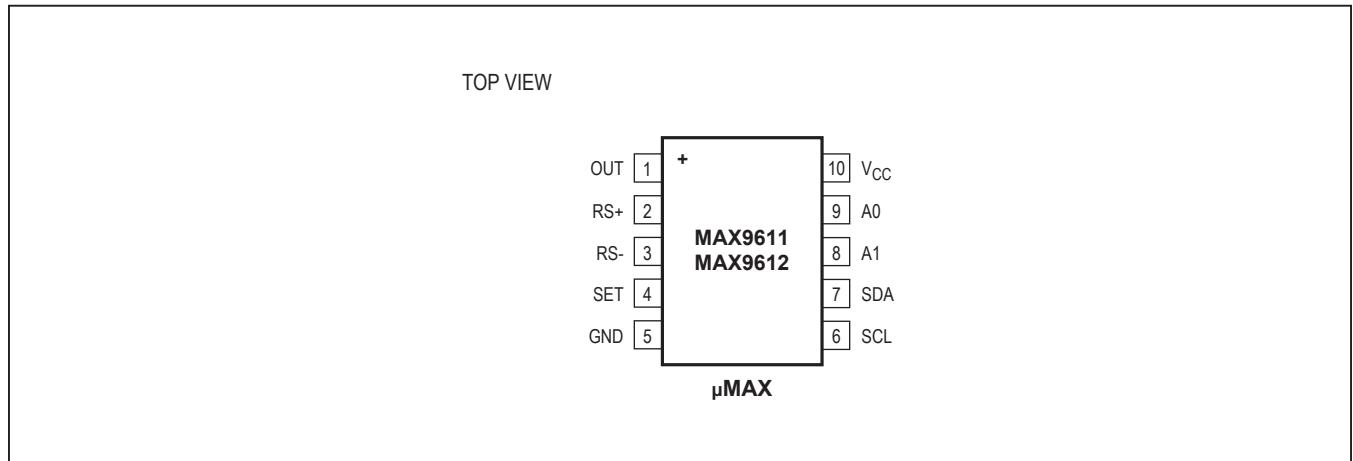 TOP VIEW
OUT 1 + 10 VCC
RS+ 2 9 A0
MAX9611
RS- 3 8 A1
MAX9612
SET 4 7 SDA
GND 5 6 SCL
µMAX